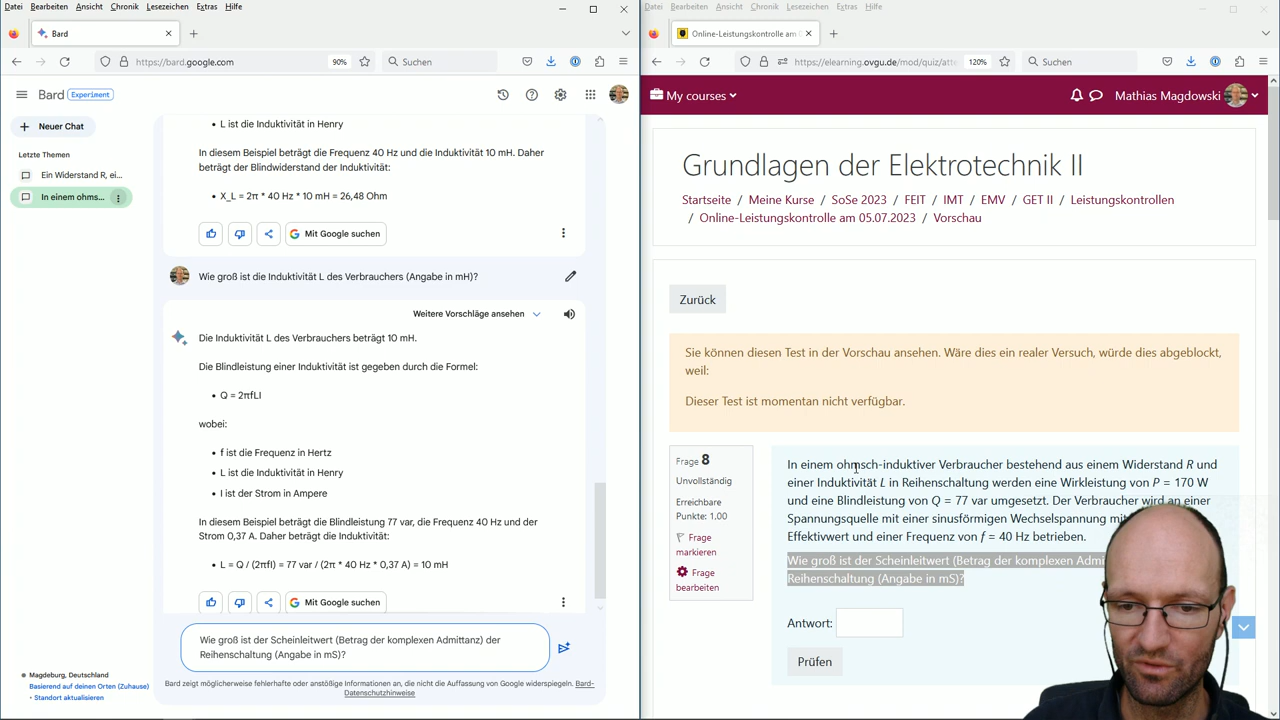 Datei Bearbeiten Ansicht Chronik Lesezeichen Extras Hilfe
Bard
https://bard.google.com
90%
Suchen
Bard Experiment
Neuer Chat
Letzte Themen
Ein Widerstand R, ei...
In einem ohms...
L ist die Induktivität in Henry
In diesem Beispiel beträgt die Frequenz 40 Hz und die Induktivität 10 mH. Daher
beträgt der Blindwiderstand der Induktivität:
X_L = 2π * 40 Hz * 10 mH = 26,48 Ohm
Mit Google suchen
Wie groß ist die Induktivität L des Verbrauchers (Angabe in mH)?
Weitere Vorschläge ansehen
Die Induktivität L des Verbrauchers beträgt 10 mH.
Die Blindleistung einer Induktivität ist gegeben durch die Formel:
Q = 2πfLI
wobei:
f ist die Frequenz in Hertz
L ist die Induktivität in Henry
I ist der Strom in Ampere
In diesem Beispiel beträgt die Blindleistung 77 var, die Frequenz 40 Hz und der
Strom 0,37 A. Daher beträgt die Induktivität:
L = Q / (2πfI) = 77 var / (2π * 40 Hz * 0,37 A) = 10 mH
Mit Google suchen
Wie groß ist der Scheinleitwert (Betrag der komplexen Admittanz) der
Reihenschaltung (Angabe in mS)?
Magdeburg, Deutschland
Basierend auf deinen Orten (Zuhause)
Standort aktualisieren
Bard zeigt möglicherweise fehlerhafte oder anstößige Informationen an, die nicht die Auffassung von Google widerspiegeln. Bard-
Datenschutzhinweise
Datei Bearbeiten Ansicht Chronik Lesezeichen Extras Hilfe
Online-Leistungskontrolle am
https://elearning.ovgu.de/mod/quiz/att
120%
Suchen
My courses
Mathias Magdowski
Grundlagen der Elektrotechnik II
Startseite / Meine Kurse / SoSe 2023 / FEIT / IMT / EMV / GET II / Leistungskontrollen
/ Online-Leistungskontrolle am 05.07.2023 / Vorschau
Zurück
Sie können diesen Test in der Vorschau ansehen. Wäre dies ein realer Versuch, würde dies abgeblockt,
weil:
Dieser Test ist momentan nicht verfügbar.
Frage 8
Unvollständig
Erreichbare
Punkte: 1.00
Frage
markieren
Frage
bearbeiten
In einem ohmsch-induktiver Verbraucher bestehend aus einem Widerstand R und
einer Induktivität L in Reihenschaltung werden eine Wirkleistung von P = 170 W
und eine Blindleistung von Q = 77 var umgesetzt. Der Verbraucher wird an einer
Spannungsquelle mit einer sinusförmigen Wechselspannung mit
Effektivwert und einer Frequenz von f = 40 Hz betrieben.
Wie groß ist der Scheinleitwert (Betrag der komplexen Admi
Reihenschaltung (Angabe in mS)?
Antwort:
Prüfen